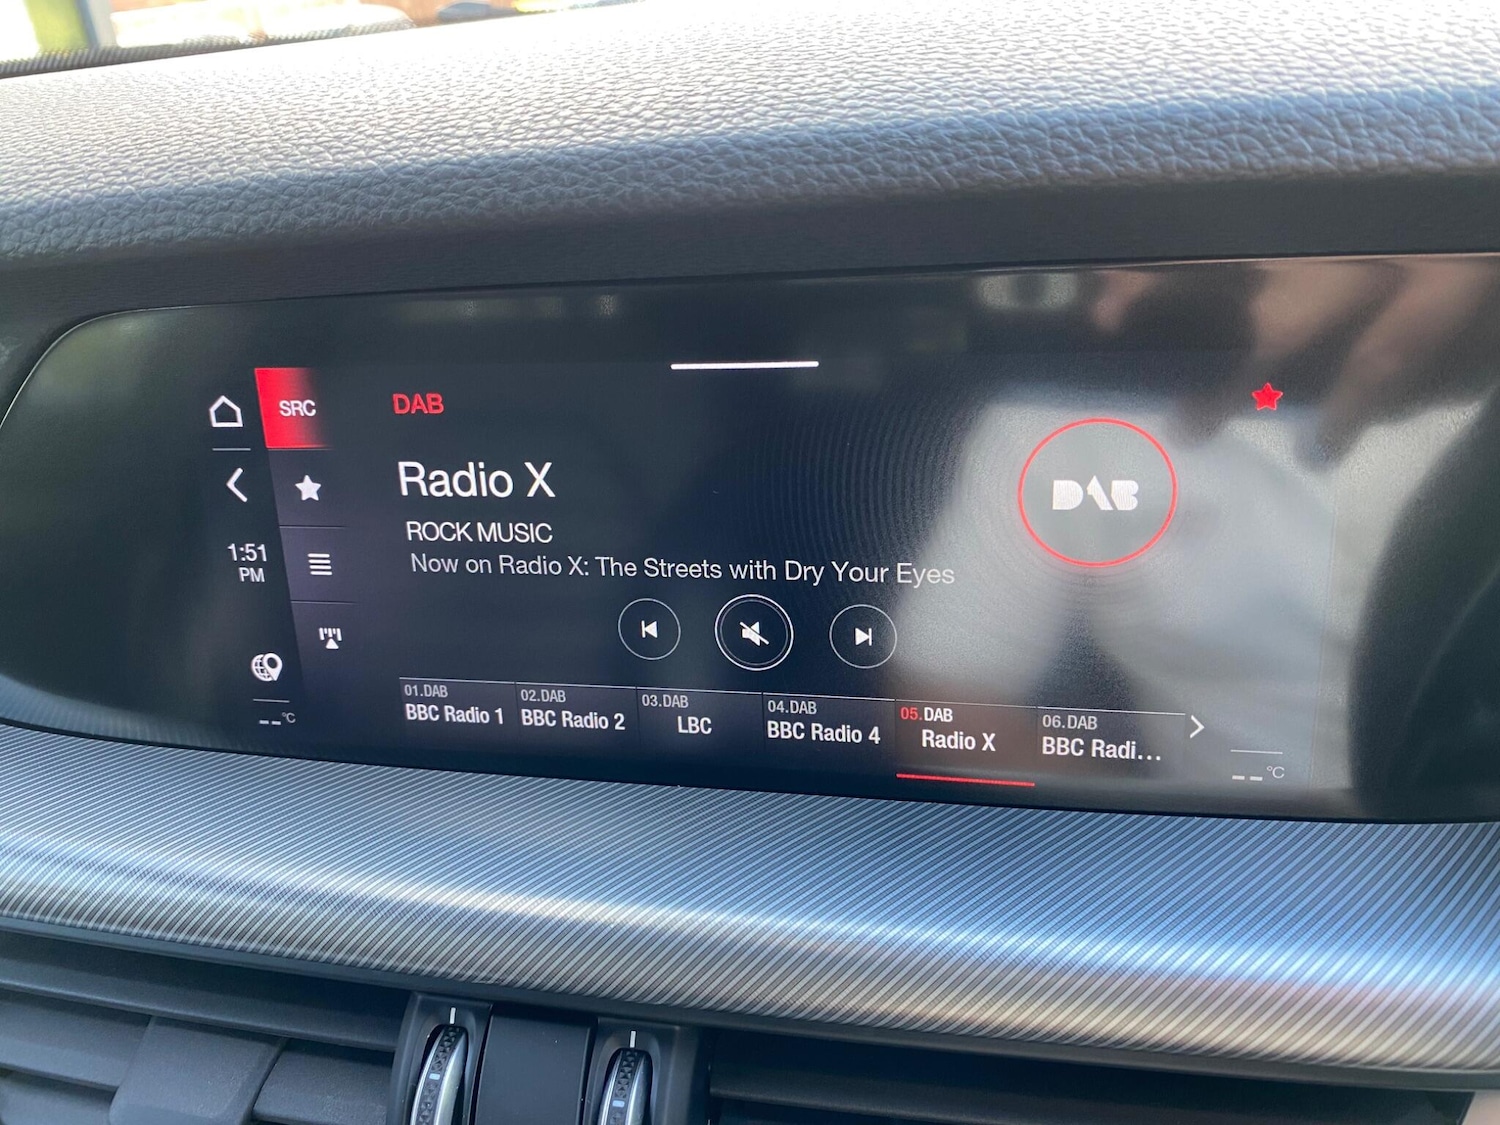 SRC
DAB
Radio X
ROCK MUSIC
Now on Radio X: The Streets with Dry Your Eyes
DAB
1:51
PM
01.DAB
BBC Radio 1
02.DAB
BBC Radio 2
03.DAB
LBC
04.DAB
BBC Radio 4
05.DAB
Radio X
06.DAB
BBC Radi...
-- °C
-- °C